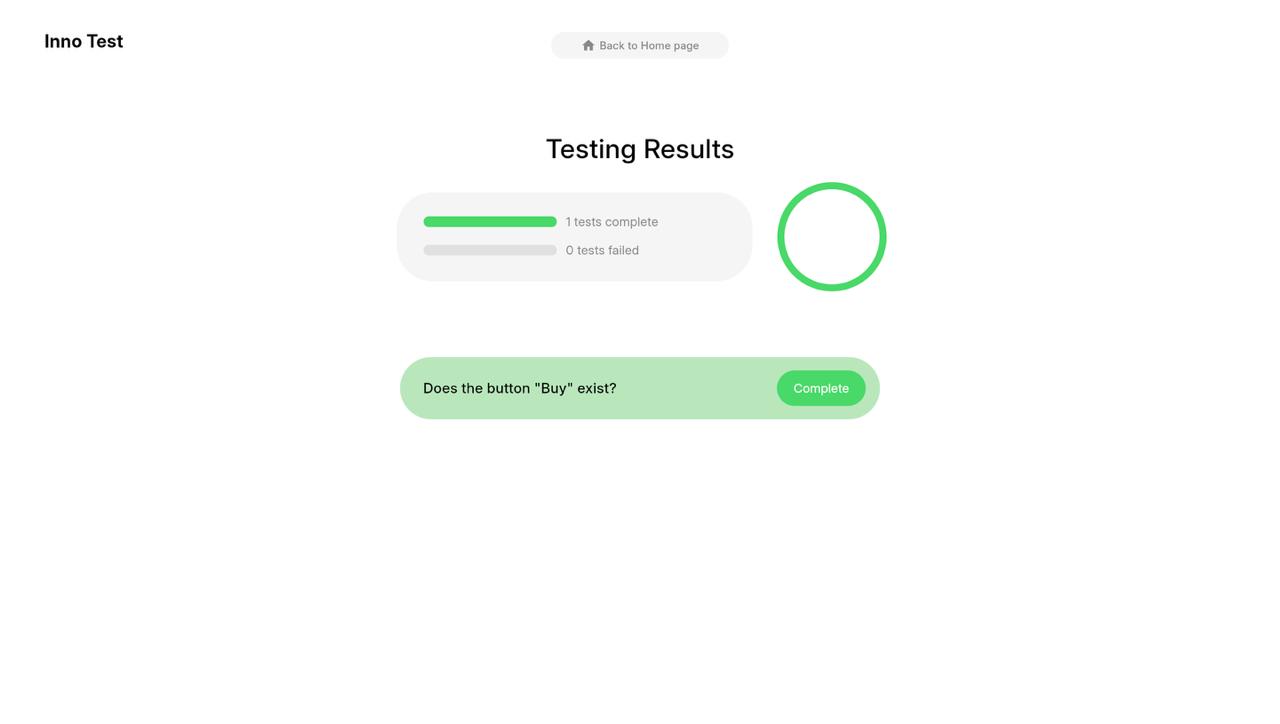 Inno Test
Back to Home page
Testing Results
1 tests complete
0 tests failed
Does the button "Buy" exist?
Complete